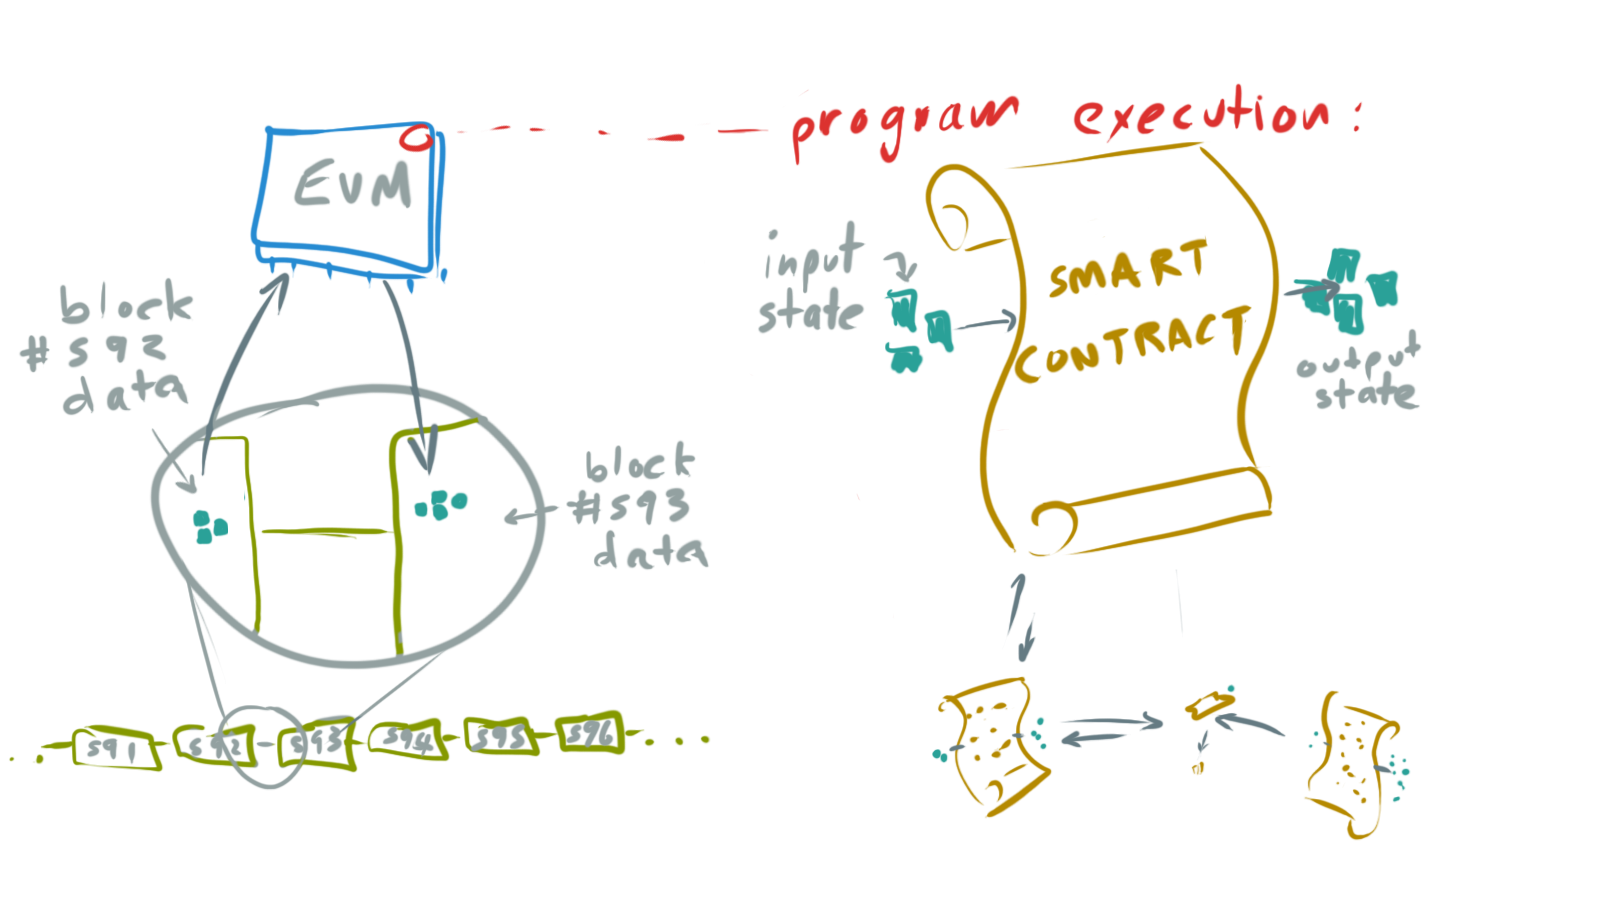 program execution:
EVM
block
#592
data
input
state
SMART
CONTRACT
output
state
block
#593
data
591
592
593
594
595
596